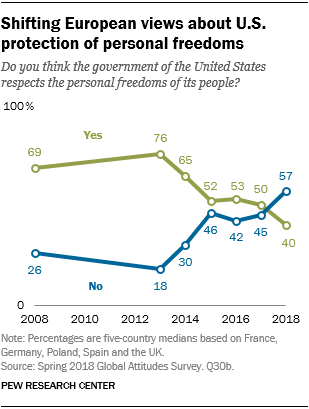 Shifting European views about U.S.
protection of personal freedoms
Do you think the government of the United States
respects the personal freedoms of its people?
100%
Yes
69
76
65
52
53
50
57
46
42
45
40
26
18
30
No
0
2008 2010 2012 2014 2016 2018
Note: Percentages are five-country medians based on France,
Germany, Poland, Spain and the UK.
Source: Spring 2018 Global Attitudes Survey. Q30b.
PEW RESEARCH CENTER